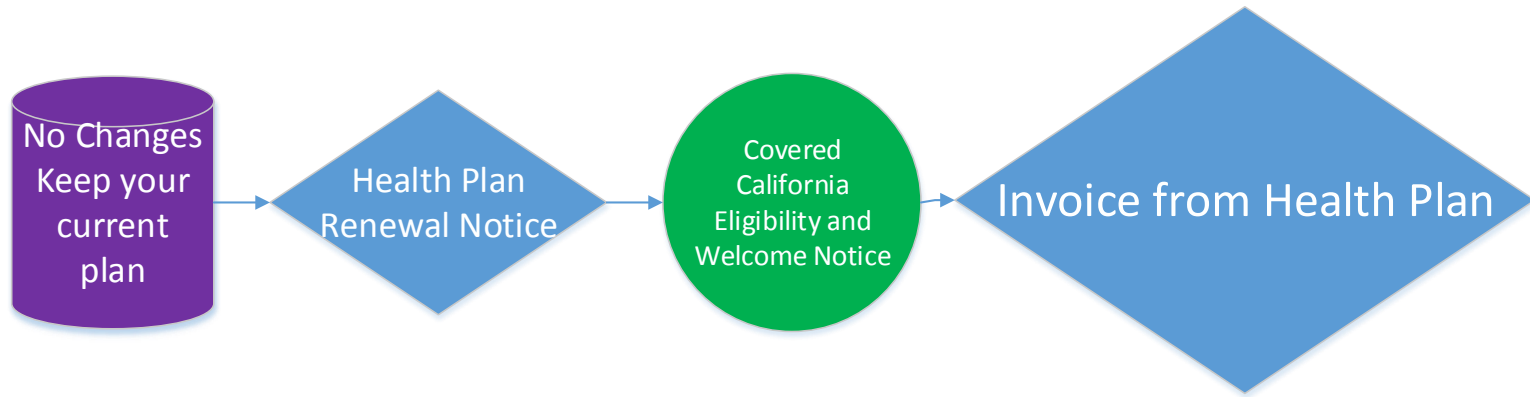 No Changes
Keep your
current
plan
Health Plan
Renewal Notice
Covered
California
Eligibility and
Welcome Notice
Invoice from Health Plan